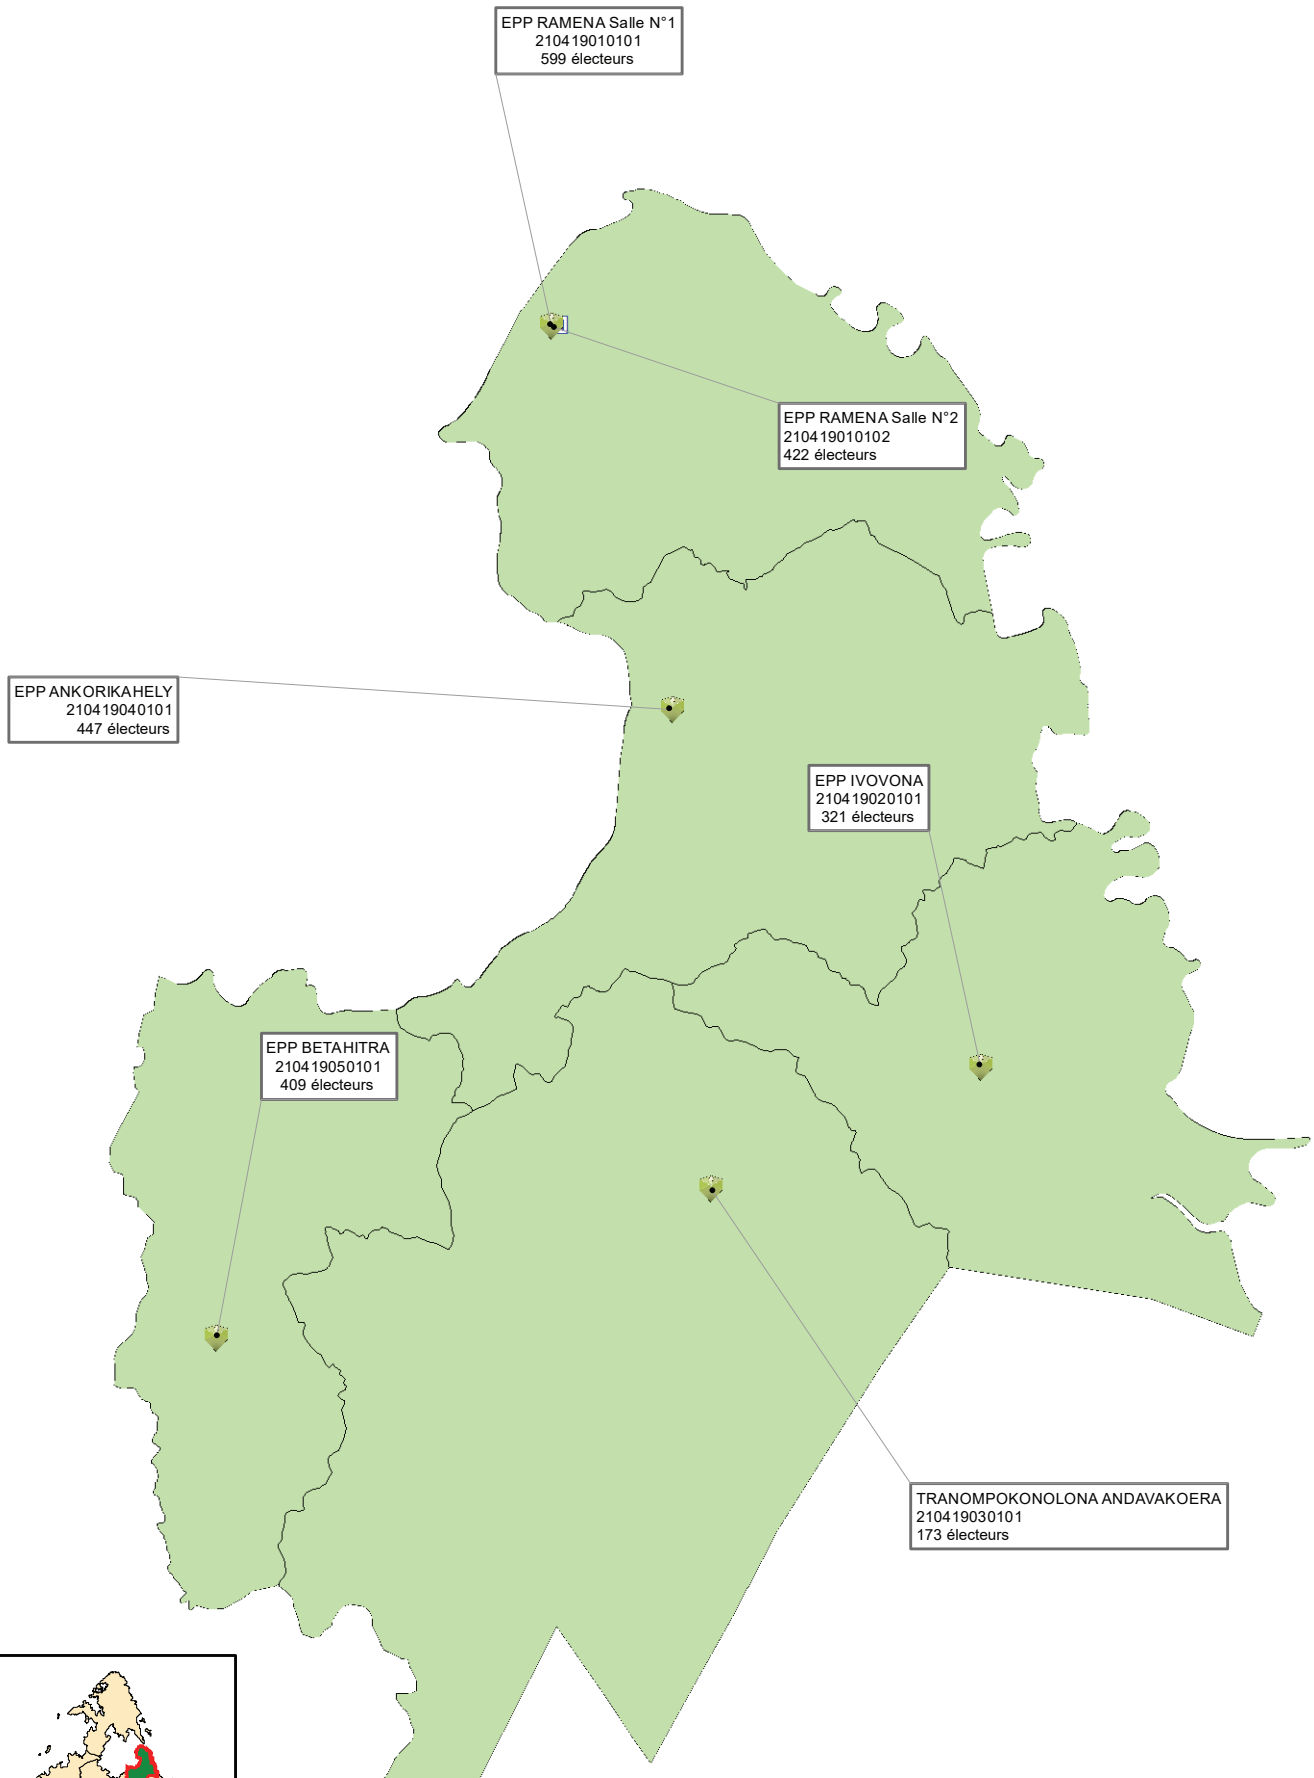 EPP RAMENA Salle N°1
210419010101
599 électeurs
EPP RAMENA Salle N°2
210419010102
422 électeurs
EPP ANKORIKAHELY
210419040101
447 électeurs
EPP IVOVONA
210419020101
321 électeurs
EPP BETAHITRA
210419050101
409 électeurs
TRANOMPOKONOLONA ANDAVAKOERA
210419030101
173 électeurs